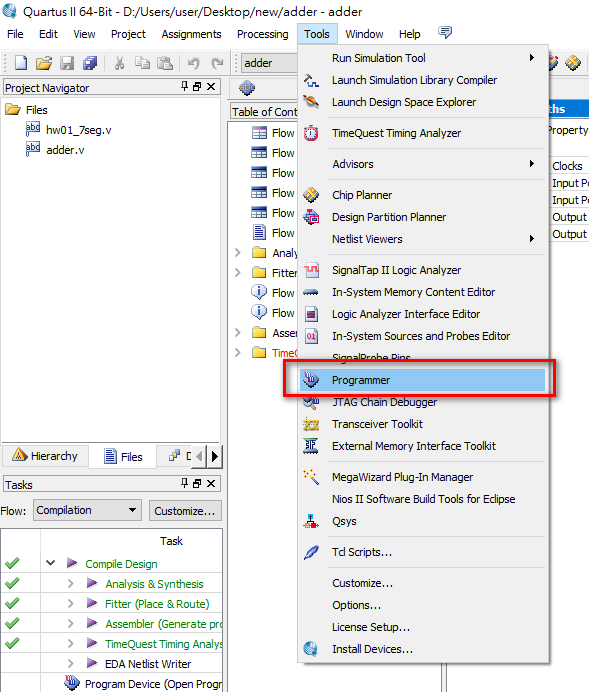 Quartus II 64-Bit - D:/Users/user/Desktop/new/adder - adder
File Edit View Project Assignments Processing Tools Window Help
adder
Project Navigator
Files
hw01_7seg.v
adder.v
Hierarchy Files
Tasks
Flow: Compilation Customize...
Task
Compile Design
Analysis & Synthesis
Fitter (Place & Route)
Assembler (Generate pro
TimeQuest Timing Analys
EDA Netlist Writer
Program Device (Open Progr
Table of Cont
Flow
Flow
Flow
Flow
Flow
Flow
Analy
Fitter
Flow
Flow
Asse
TimeQ
Run Simulation Tool
Launch Simulation Library Compiler
Launch Design Space Explorer
TimeQuest Timing Analyzer
Advisors
Chip Planner
Design Partition Planner
Netlist Viewers
SignalTap II Logic Analyzer
In-System Memory Content Editor
Logic Analyzer Interface Editor
In-System Sources and Probes Editor
SignalProbe Pins
Programmer
JTAG Chain Debugger
Transceiver Toolkit
External Memory Interface Toolkit
MegaWizard Plug-In Manager
Nios II Software Build Tools for Eclipse
Qsys
Tcl Scripts...
Customize...
Options...
License Setup...
Install Devices...
ths
Property
Clocks
Input Po
Input Po
Output
Output